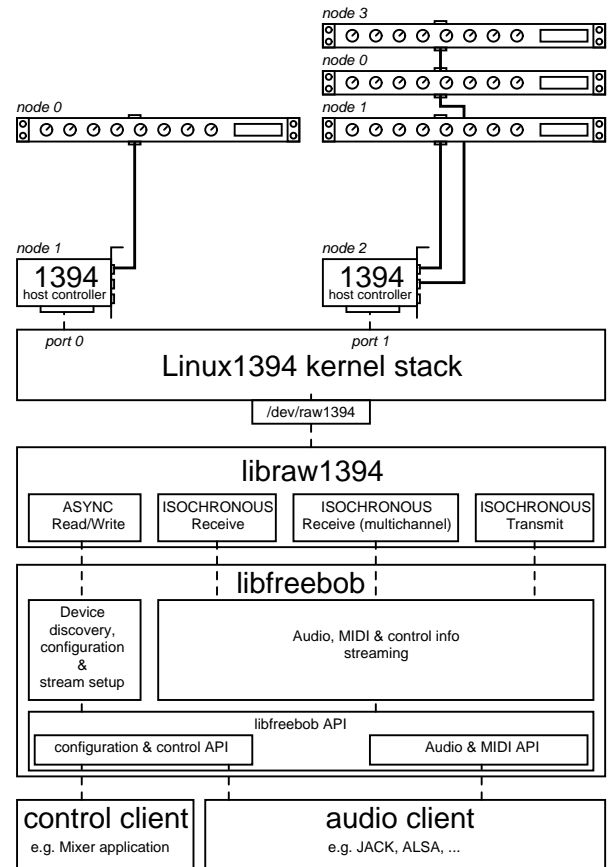 node 3
node 0
node 0
node 1
node 1
node 2
1394
host controller
1394
host controller
port 0
port 1
Linux1394 kernel stack
/dev/raw1394
libraw1394
ASYNC
Read/Write
ISOCHRONOUS
Receive
ISOCHRONOUS
Receive (multichannel)
ISOCHRONOUS
Transmit
libfreebob
Device
discovery,
configuration
&
stream setup
Audio, MIDI & control info
streaming
libfreebob API
configuration & control API
Audio & MIDI API
control client
e.g. Mixer application
audio client
e.g. JACK, ALSA, ...